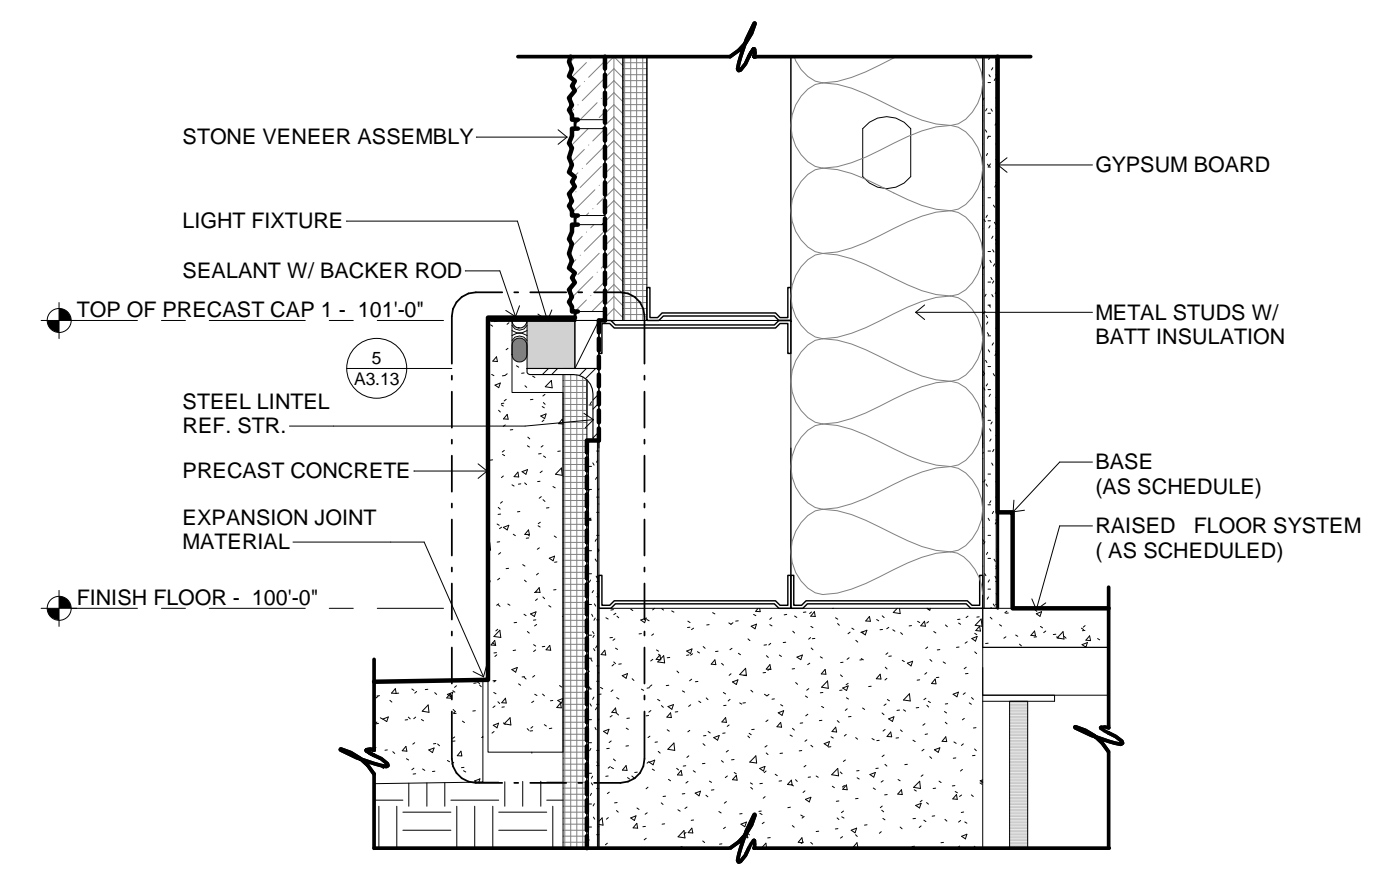 STONE VENEER ASSEMBLY
LIGHT FIXTURE
SEALANT W/ BACKER ROD
TOP OF PRECAST CAP 1 - 101'-0"
5
A3.13
STEEL LINTEL
REF. STR.
PRECAST CONCRETE
EXPANSION JOINT
MATERIAL
FINISH FLOOR - 100'-0"
GYPSUM BOARD
METAL STUDS W/
BATT INSULATION
BASE
(AS SCHEDULE)
RAISED FLOOR SYSTEM
( AS SCHEDULED)